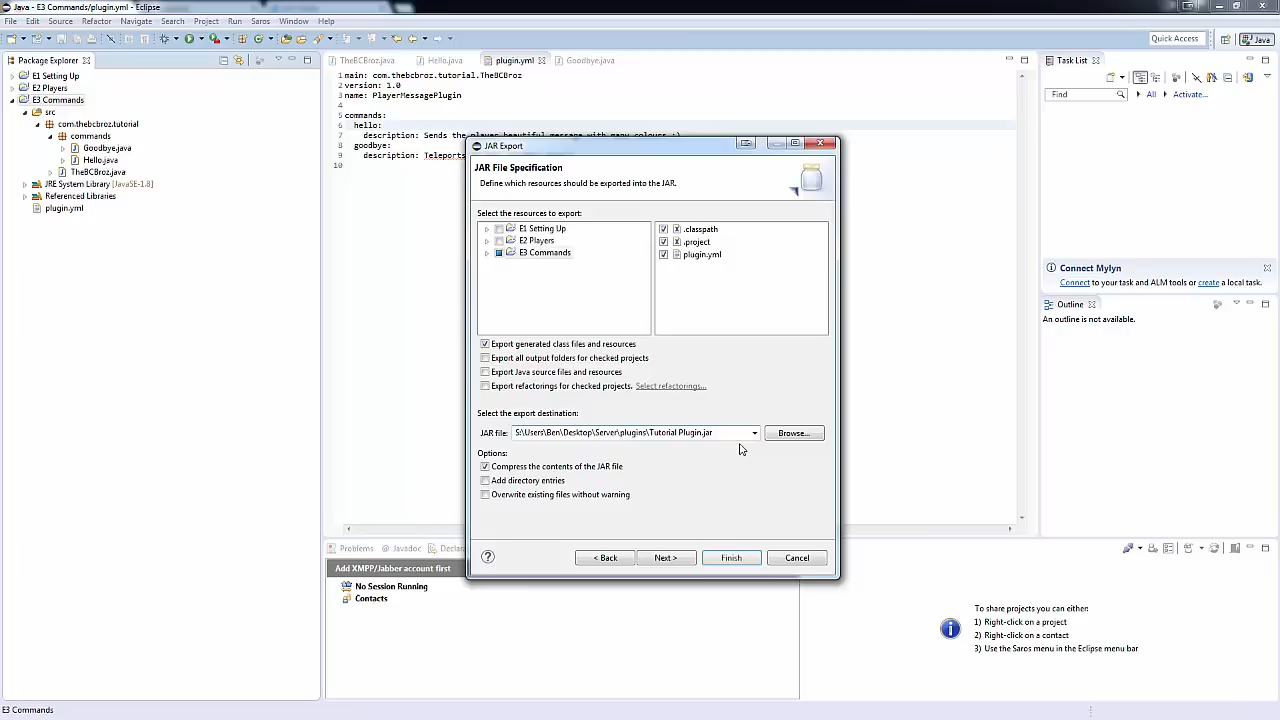 Java - E3 Commands/plugin.yml - Eclipse
File Edit Source Refactor Navigate Search Project Run Saros Window Help
Quick Access
Java
Package Explorer
E1 Setting Up
E2 Players
E3 Commands
src
com.thebcbroz.tutorial
commands
Goodbye.java
Hello.java
TheBCBroz.java
JRE System Library [JavaSE-1.8]
Referenced Libraries
plugin.yml
TheBCBroz.java Hello.java plugin.yml Goodbye.java
1 main: com.thebcbroz.tutorial.TheBCBroz
2 version: 1.0
3 name: PlayerMessagePlugin
4
5 commands:
6 hello:
7 description: Sends the player beautiful message with many colours :)
8 goodbye:
9 description: Teleports
10
JAR Export
JAR File Specification
Define which resources should be exported into the JAR.
Select the resources to export:
E1 Setting Up
E2 Players
E3 Commands
.classpath
.project
plugin.yml
Export generated class files and resources
Export all output folders for checked projects
Export Java source files and resources
Export refactorings for checked projects. Select refactorings...
Select the export destination:
JAR file: S:\Users\Ben\Desktop\Server\plugins\Tutorial Plugin.jar Browse...
Options:
Compress the contents of the JAR file
Add directory entries
Overwrite existing files without warning
? < Back Next > Finish Cancel
Task List
Find All Activate...
Connect Mylyn
Connect to your task and ALM tools or create a local task.
Outline
An outline is not available.
Problems @ Javadoc Declar
Add XMPP/Jabber account first
No Session Running
Contacts
To share projects you can either:
1) Right-click on a project
2) Right-click on a contact
3) Use the Saros menu in the Eclipse menu bar
E3 Commands